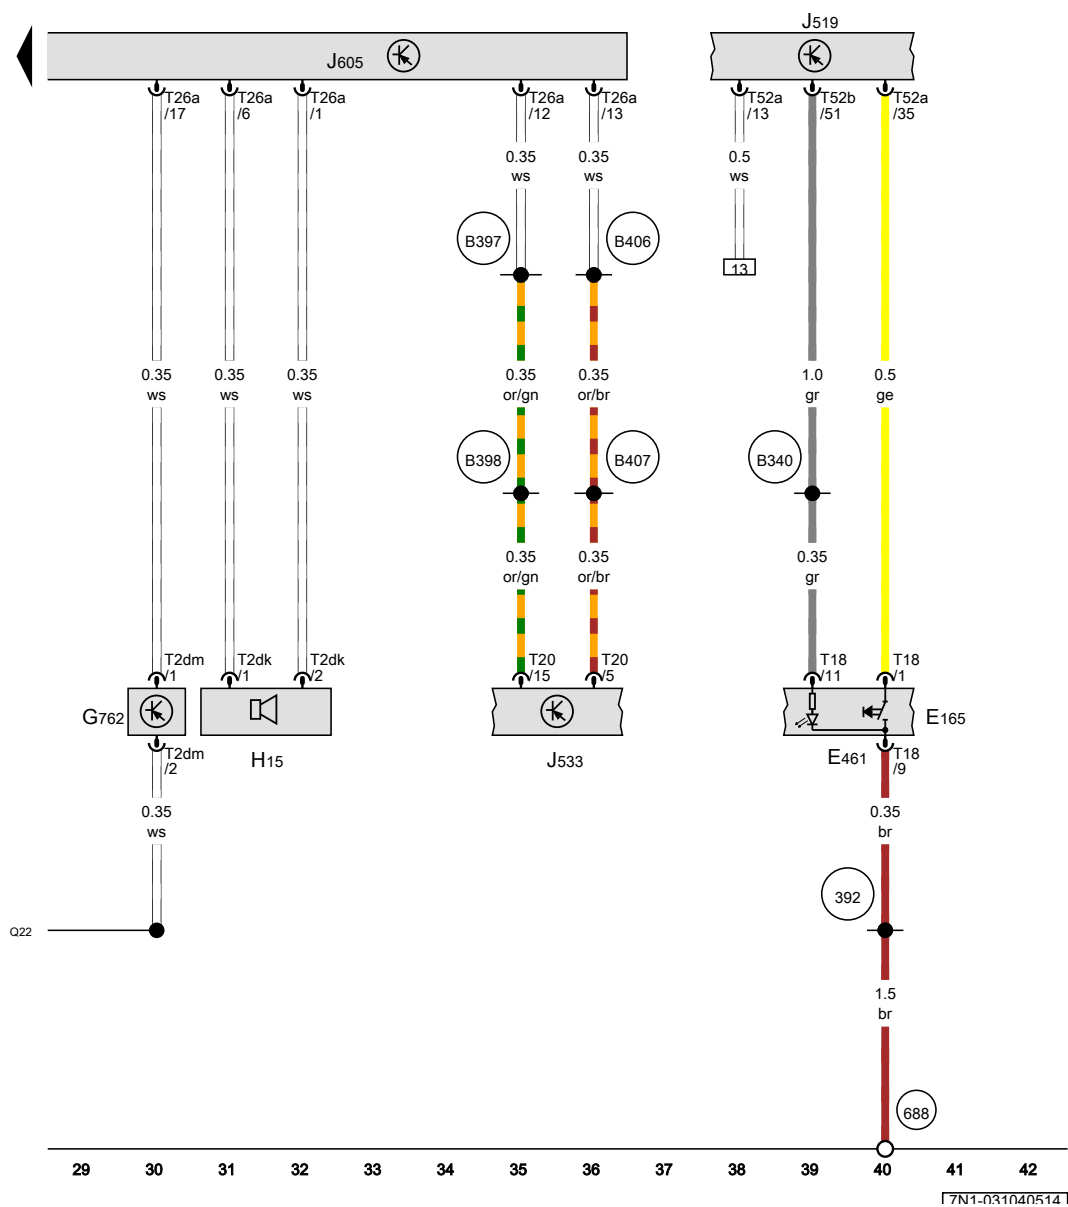 J519
J605
T26a
/17
T26a
/6
T26a
/1
T26a
/12
T26a
/13
T52a
/13
T52b
/51
T52a
/35
0.35
ws
0.35
ws
0.5
ws
B397
B406
13
0.35
ws
0.35
ws
0.35
ws
0.35
or/gn
0.35
or/br
1.0
gr
0.5
ge
B398
B407
B340
0.35
or/gn
0.35
or/br
0.35
gr
T2dm
/1
T2dk
/1
T2dk
/2
T20
/15
T20
/5
T18
/11
T18
/1
G762
E165
H15
J533
E461
T2dm
/2
T18
/9
0.35
ws
0.35
br
392
Q22
1.5
br
688
29 30 31 32 33 34 35 36 37 38 39 40 41 42
7N1-031040514